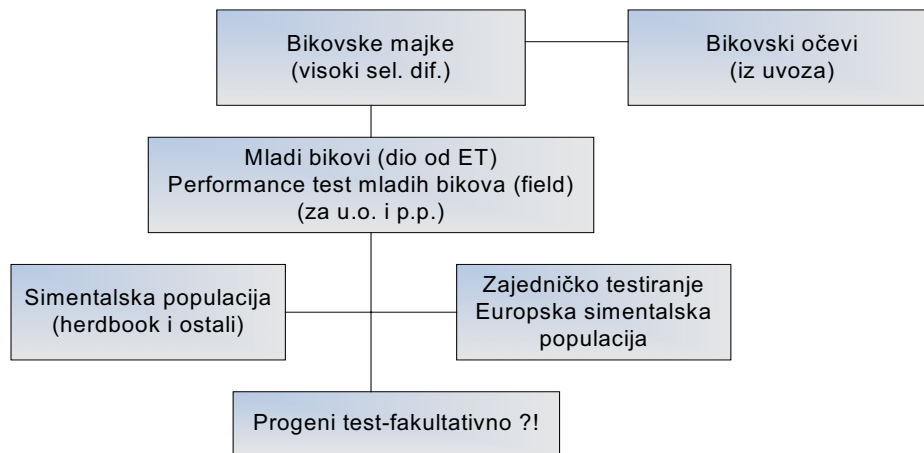 Bikovske majke
(visoki sel. dif.)
Bikovski očevi
(iz uvoza)
Mladi bikovi (dio od ET)
Performance test mladih bikova (field)
(za u.o. i p.p.)
Simentalska populacija
(herdbook i ostali)
Zajedničko testiranje
Europska simentalska
populacija
Progeni test-fakultativno ?!